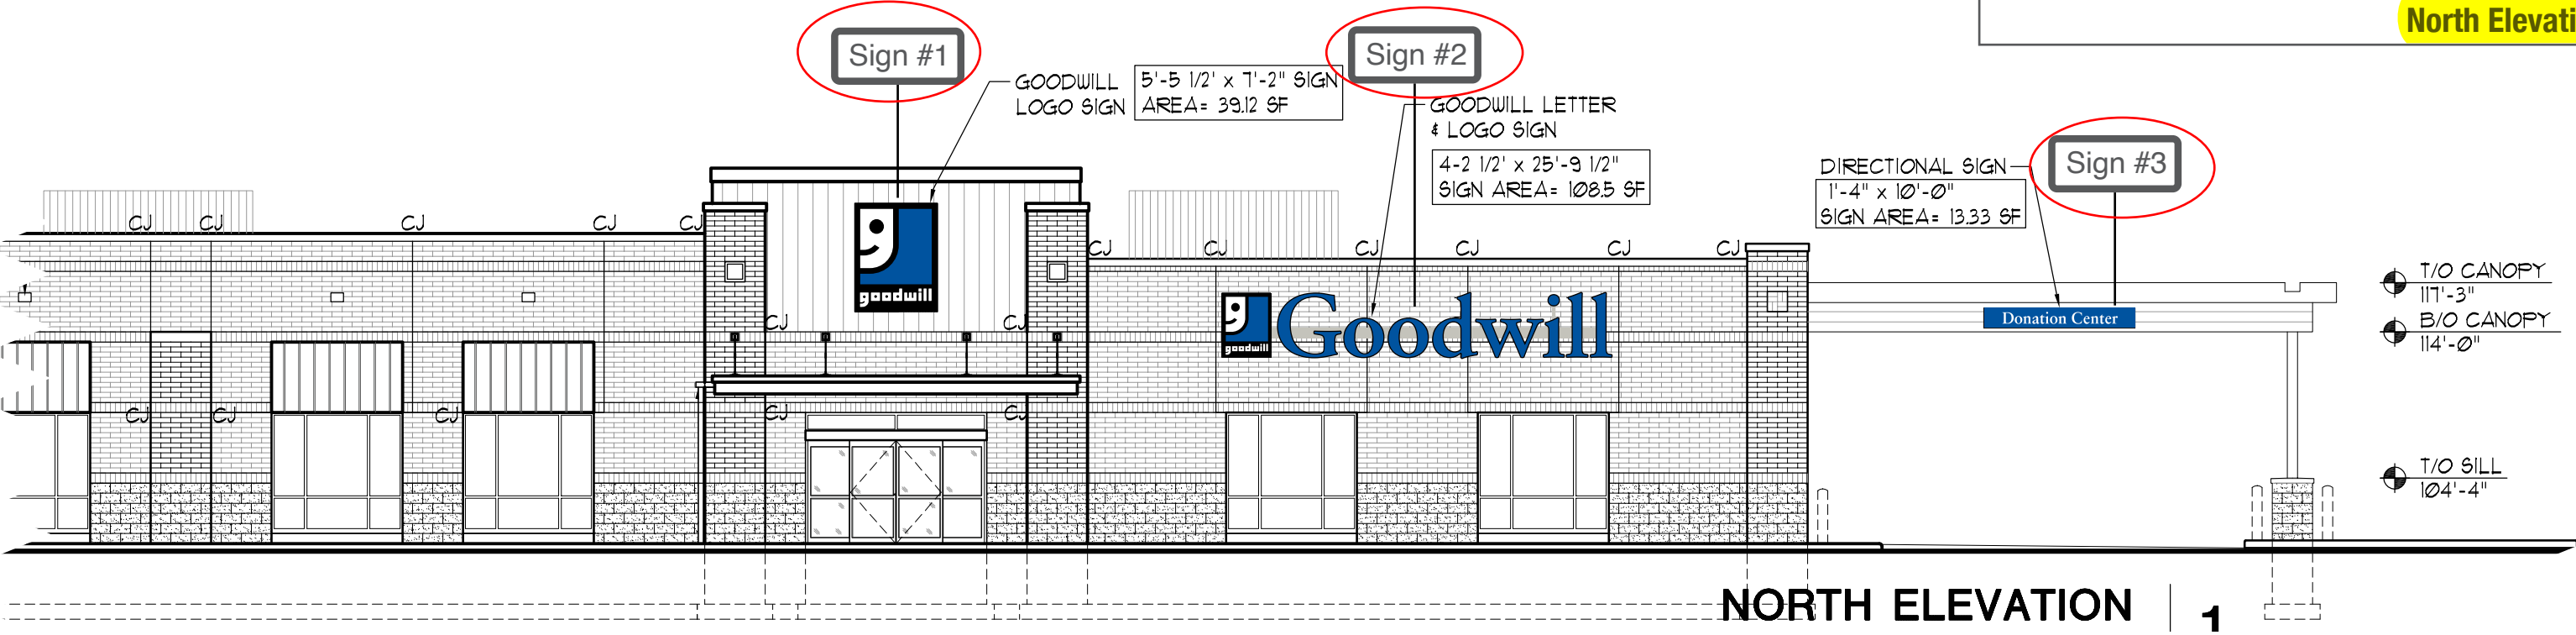 North Elevati
Sign #1
Sign #2
GOODWILL
LOGO SIGN
5'-5 1/2' x 7'-2" SIGN
AREA= 39.12 SF
GOODWILL LETTER
& LOGO SIGN
4-2 1/2' x 25'-9 1/2"
SIGN AREA= 108.5 SF
DIRECTIONAL SIGN
1'-4" x 10'-0"
SIGN AREA= 13.33 SF
Sign #3
CJ CJ CJ CJ CJ
CJ CJ CJ CJ CJ CJ
goodwill
goodwill
Goodwill
Donation Center
T/O CANOPY
117'-3"
B/O CANOPY
114'-0"
CJ CJ
CJ CJ CJ CJ CJ
T/O SILL
104'-4"
NORTH ELEVATION 1